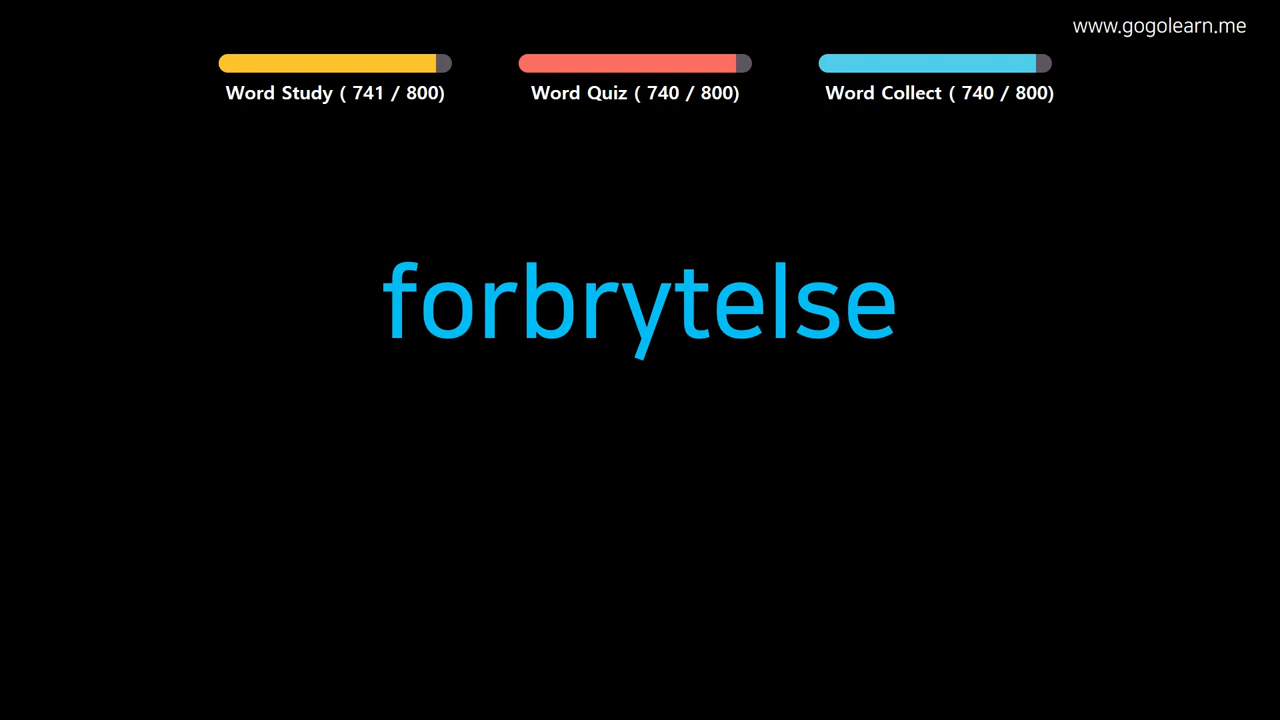 www.gogolearn.me
Word Study ( 741 / 800)
Word Quiz ( 740 / 800)
Word Collect ( 740 / 800)
forbrytelse